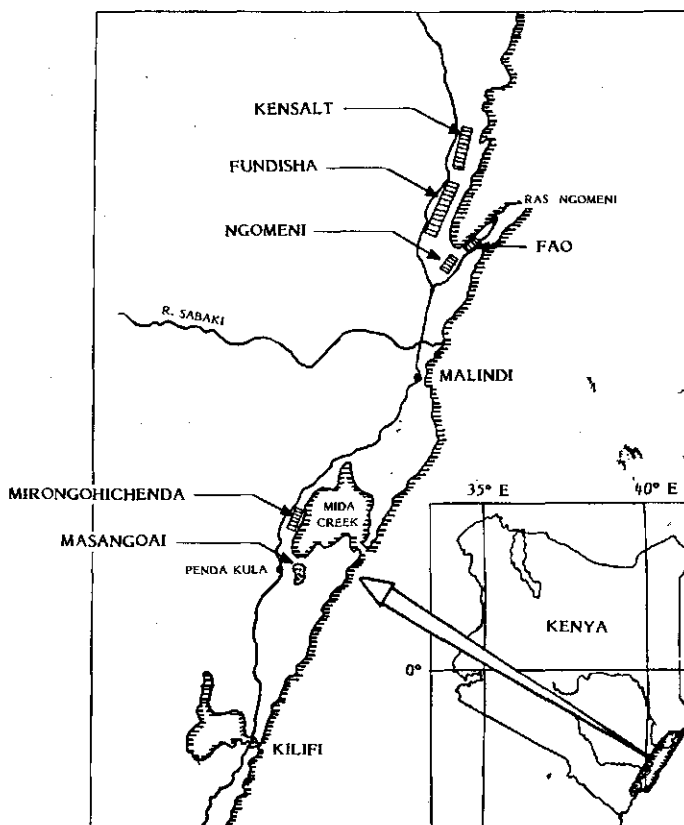 KENSALT
FUNDISHA
RAS NGOMENI
NGOMENI
FAO
R. SABAKI
MALINDI
MIRONGOHICHENDA
MIDA
CREEK
MASANGOAI
PENDA KULA
KILIFI
35° E
40° E
KENYA
0°